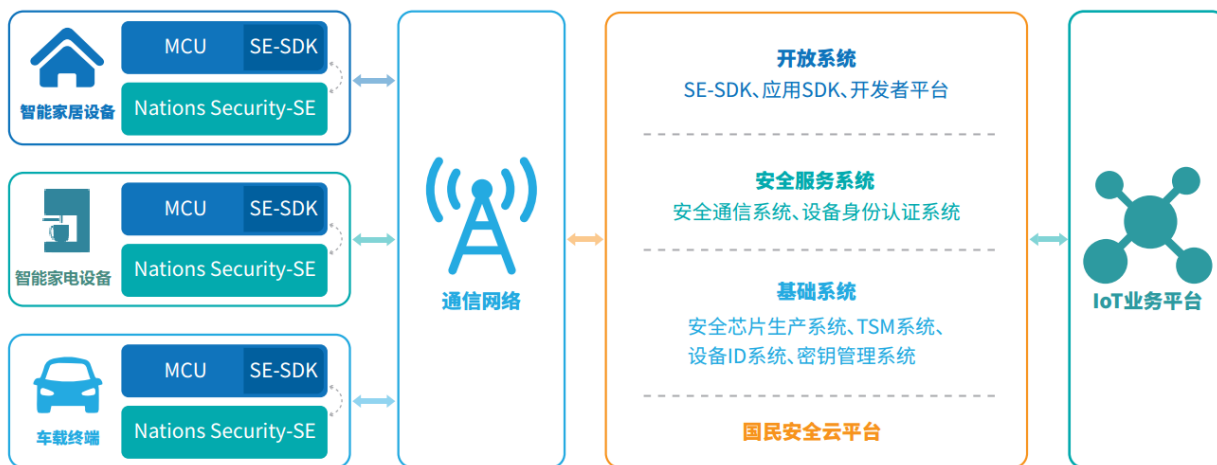 智能家居设备
MCU
SE-SDK
Nations Security-SE
智能家电设备
MCU
SE-SDK
Nations Security-SE
车载终端
MCU
SE-SDK
Nations Security-SE
通信网络
开放系统
SE-SDK、应用SDK、开发者平台
安全服务系统
安全通信系统、设备身份认证系统
基础系统
安全芯片生产系统、TSM系统、
设备ID系统、密钥管理系统
国民安全云平台
IoT业务平台